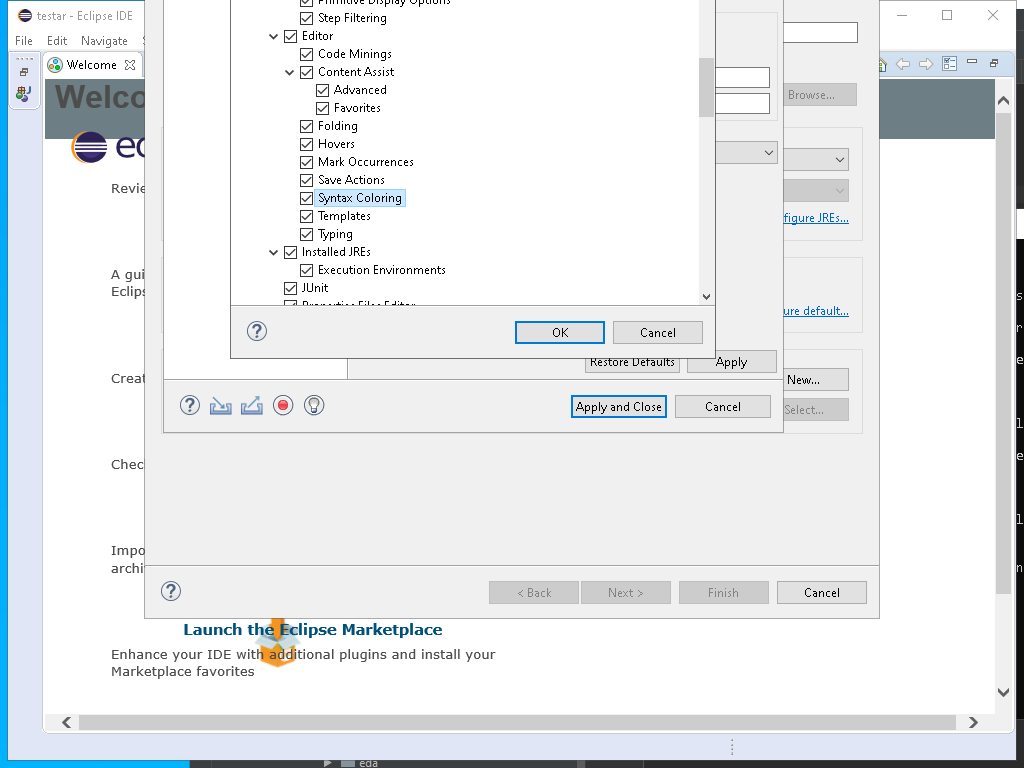 testar - Eclipse IDE
File Edit Navigate
Welcome
Welco
Primitive Display Options
Step Filtering
Editor
Code Minings
Content Assist
Advanced
Favorites
Folding
Hovers
Mark Occurrences
Save Actions
Syntax Coloring
Templates
Typing
Installed JREs
Execution Environments
JUnit
Properties Files Editor
OK
Cancel
Browse...
figure JREs...
ure default...
Restore Defaults
Apply
New...
Select...
Apply and Close
Cancel
Revie
A gui
Eclips
Creat
Chec
Impo
archi
< Back
Next >
Finish
Cancel
Launch the Eclipse Marketplace
Enhance your IDE with additional plugins and install your
Marketplace favorites
eda